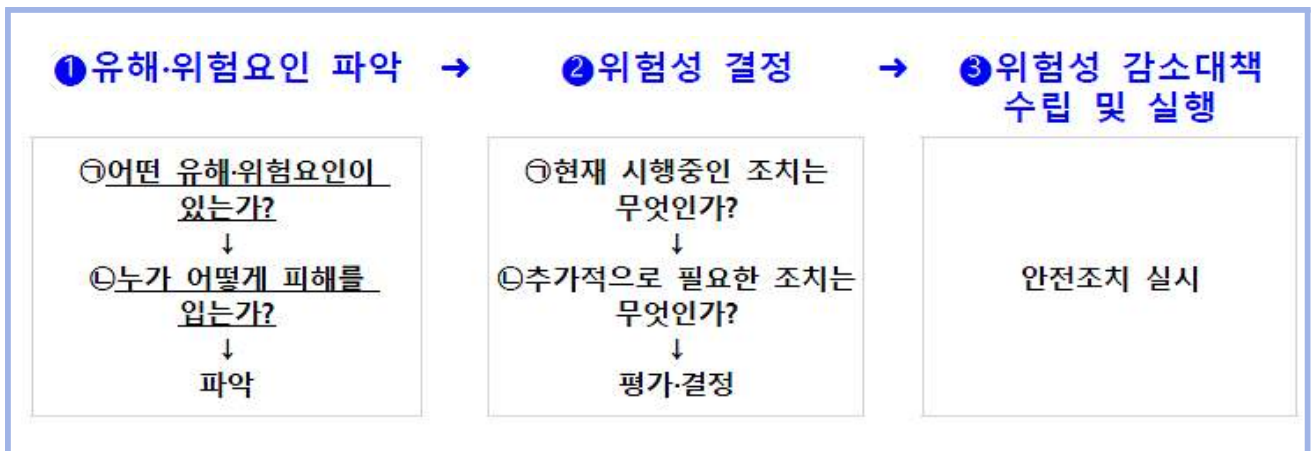 ❶유해·위험요인 파악 → ❷위험성 결정 → ❸위험성 감소대책
수립 및 실행
㉠어떤 유해·위험요인이
있는가?
↓
㉡누가 어떻게 피해를
입는가?
↓
파악
㉠현재 시행중인 조치는
무엇인가?
↓
㉡추가적으로 필요한 조치는
무엇인가?
↓
평가·결정
안전조치 실시